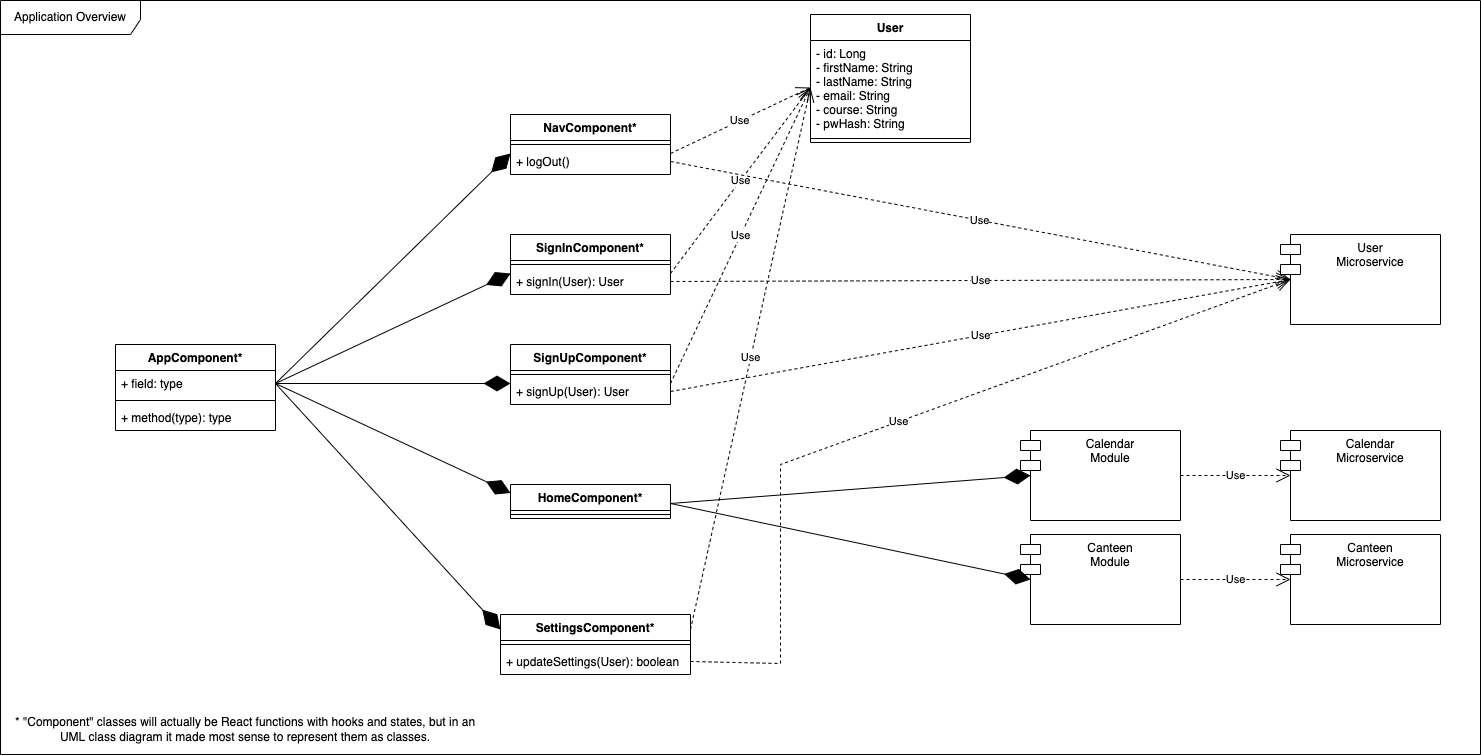 Application Overview
User
- id: Long
- firstName: String
- lastName: String
- email: String
- course: String
- pwHash: String
NavComponent*
+ logOut()
Use
Use
Use
SignInComponent*
+ signIn(User): User
Use
Use
User
Microservice
AppComponent*
+ field: type
+ method(type): type
SignUpComponent*
+ signUp(User): User
Use
Use
Use
HomeComponent*
Calendar
Module
Use
Calendar
Microservice
Canteen
Module
Use
Canteen
Microservice
SettingsComponent*
+ updateSettings(User): boolean
* "Component" classes will actually be React functions with hooks and states, but in an
UML class diagram it made most sense to represent them as classes.